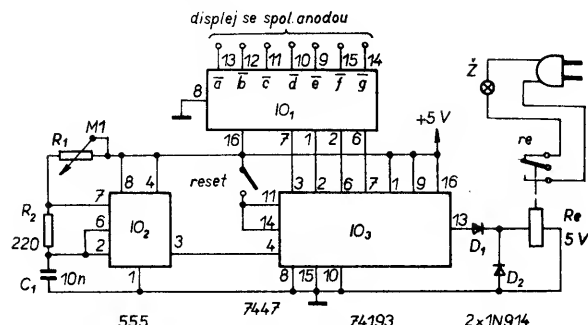 displej se spol. anodou
13 12 11 10 9 15 14
a b c d e f g
8
IO1
16 7 1 2 6
+5 V
Ž
re
R1 M1
8 4
reset
3 2 6 7 1 9 16
7
R2
220
6
2
IO2
3
11
14
4
IO3
13
D1
Re
5 V
C1 10n
1
8 15 10
D2
555 7447 74193 2×1N914